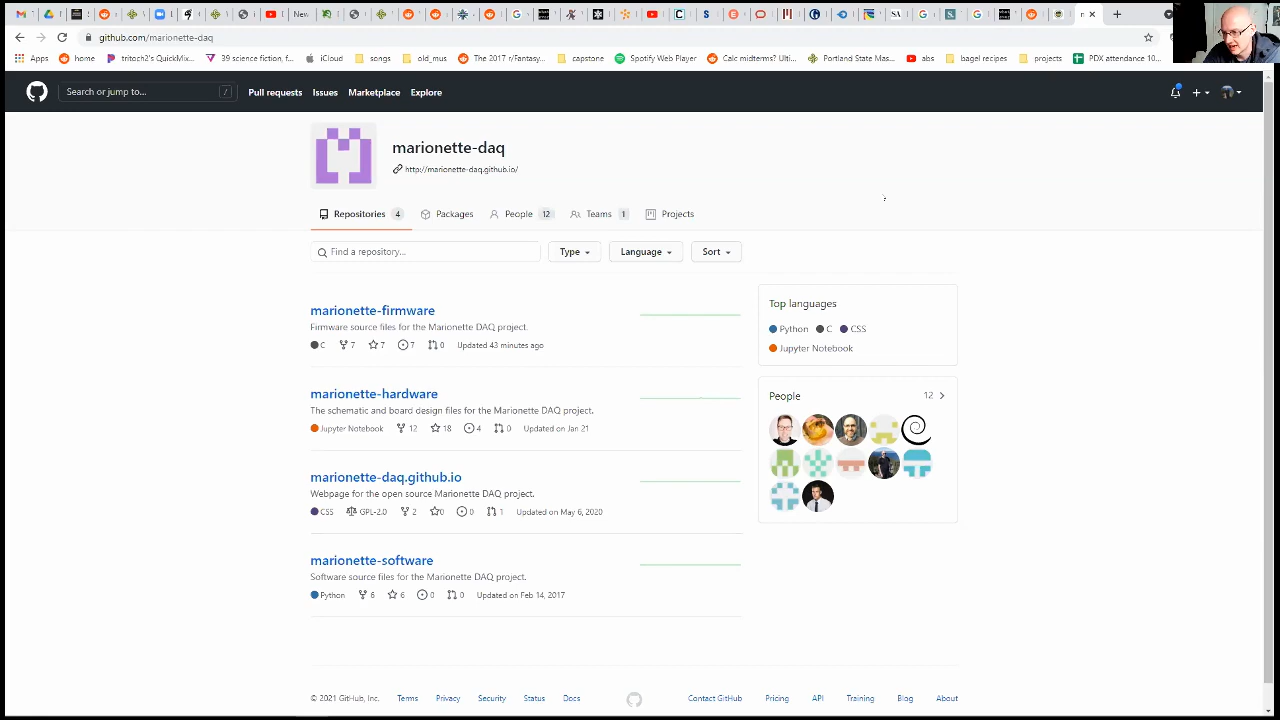 New
github.com/marionette-daq
Apps home tritoch2's QuickMix... 39 science fiction, f... iCloud som old_mus The 2017 r/Fantasy... capstone Spotify Web Player Calc midterms? Ulti... Portland State Mas... abs bagel recipes projects PDX attendance 10...
Search or jump to... / Pull requests Issues Marketplace Explore
marionette-daq
http://marionette-daq.github.io/
Repositories 4 Packages People 12 Teams 1 Projects
Find a repository... Type Language Sort
marionette-firmware
Firmware source files for the Marionette DAQ project.
C 7 7 7 0 Updated 43 minutes ago
marionette-hardware
The schematic and board design files for the Marionette DAQ project.
Jupyter Notebook 12 18 4 0 Updated on Jan 21
marionette-daq.github.io
Webpage for the open source Marionette DAQ project.
CSS GPL-2.0 2 0 0 1 Updated on May 6, 2020
marionette-software
Software source files for the Marionette DAQ project.
Python 6 6 0 0 Updated on Feb 14, 2017
Top languages
Python C CSS
Jupyter Notebook
People 12
© 2021 GitHub, Inc. Terms Privacy Security Status Docs Contact GitHub Pricing API Training Blog About